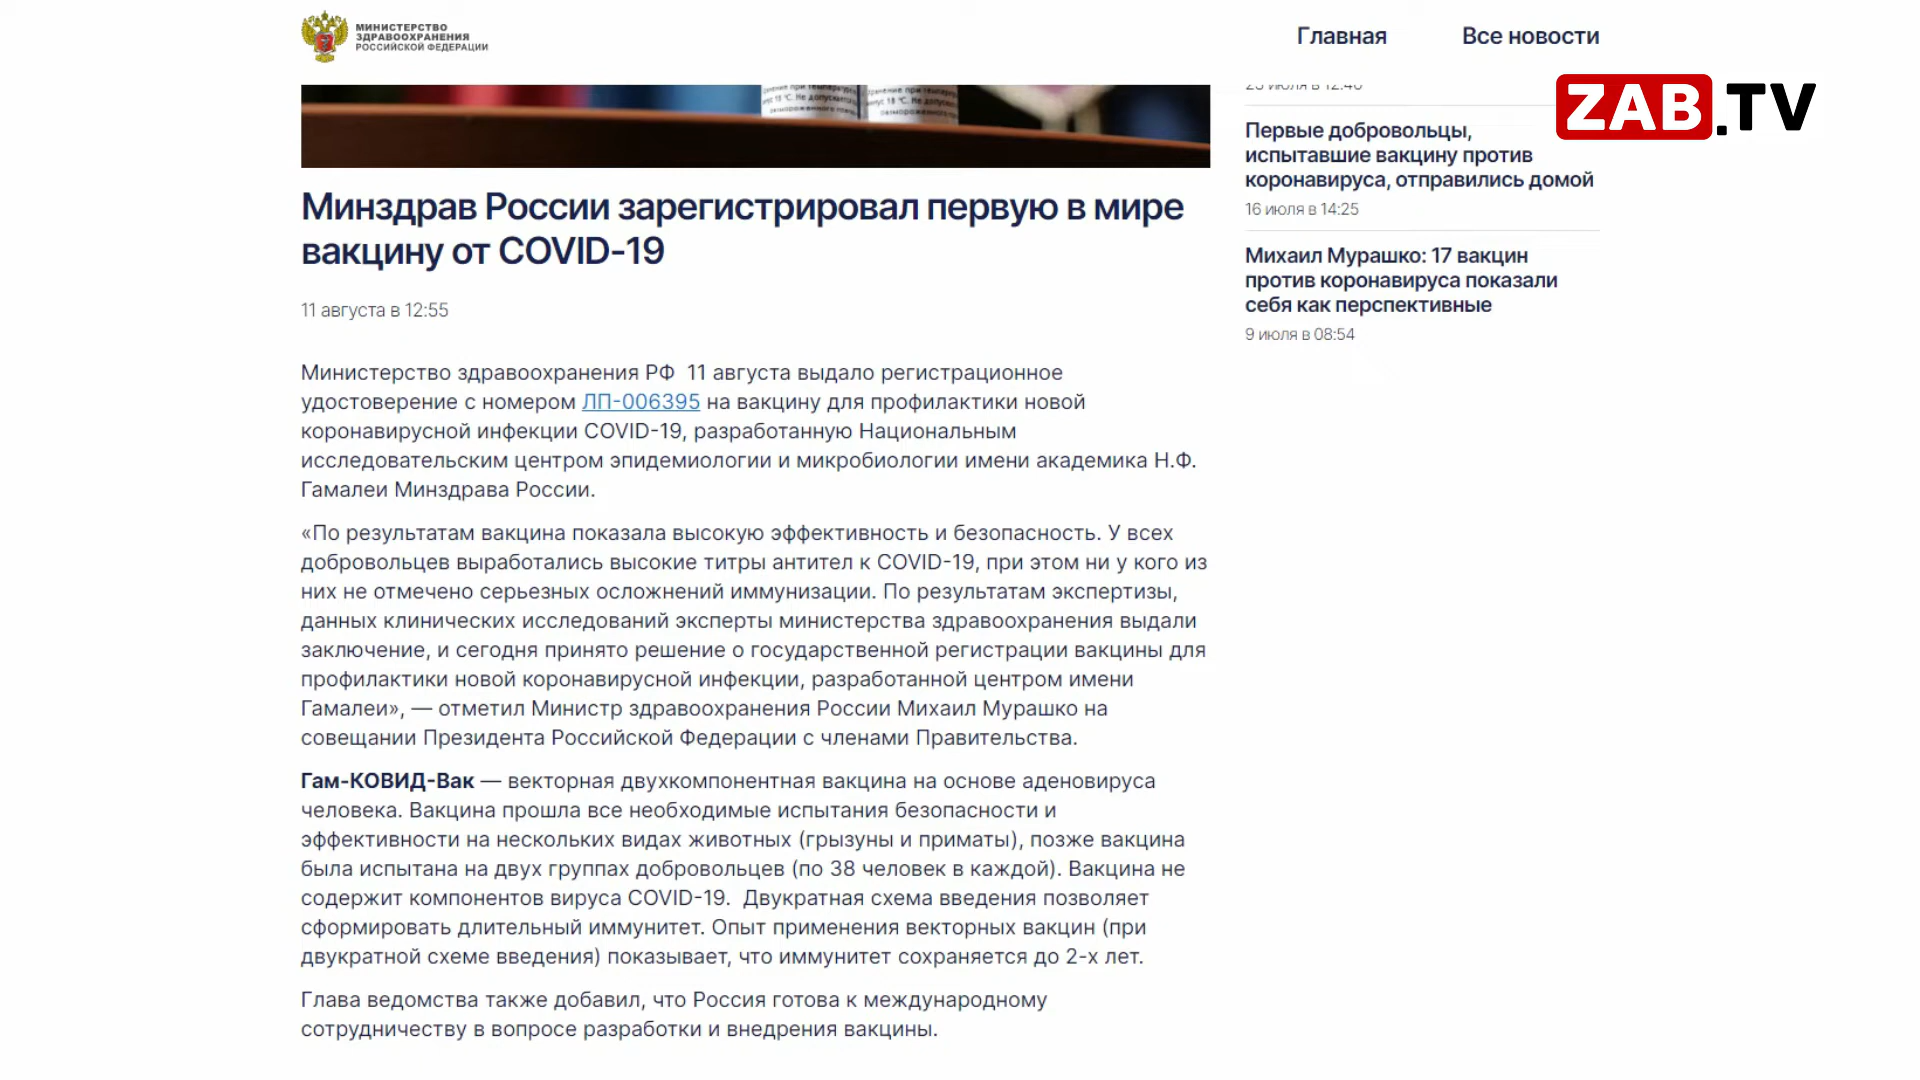 МИНИСТЕРСТВО
ЗДРАВООХРАНЕНИЯ
РОССИЙСКОЙ ФЕДЕРАЦИИ
Главная
Все новости
ZAB.TV
Минздрав России зарегистрировал первую в мире
вакцину от COVID-19
11 августа в 12:55
Министерство здравоохранения РФ  11 августа выдало регистрационное
удостоверение с номером ЛП-006395 на вакцину для профилактики новой
коронавирусной инфекции COVID-19, разработанную Национальным
исследовательским центром эпидемиологии и микробиологии имени академика Н.Ф.
Гамалеи Минздрава России.
«По результатам вакцина показала высокую эффективность и безопасность. У всех
добровольцев выработались высокие титры антител к COVID-19, при этом ни у кого из
них не отмечено серьезных осложнений иммунизации. По результатам экспертизы,
данных клинических исследований эксперты министерства здравоохранения выдали
заключение, и сегодня принято решение о государственной регистрации вакцины для
профилактики новой коронавирусной инфекции, разработанной центром имени
Гамалеи», — отметил Министр здравоохранения России Михаил Мурашко на
совещании Президента Российской Федерации с членами Правительства.
Гам-КОВИД-Вак — векторная двухкомпонентная вакцина на основе аденовируса
человека. Вакцина прошла все необходимые испытания безопасности и
эффективности на нескольких видах животных (грызуны и приматы), позже вакцина
была испытана на двух группах добровольцев (по 38 человек в каждой). Вакцина не
содержит компонентов вируса COVID-19.  Двукратная схема введения позволяет
сформировать длительный иммунитет. Опыт применения векторных вакцин (при
двукратной схеме введения) показывает, что иммунитет сохраняется до 2-х лет.
Глава ведомства также добавил, что Россия готова к международному
сотрудничеству в вопросе разработки и внедрения вакцины.
Первые добровольцы,
испытавшие вакцину против
коронавируса, отправились домой
16 июля в 14:25
Михаил Мурашко: 17 вакцин
против коронавируса показали
себя как перспективные
9 июля в 08:54